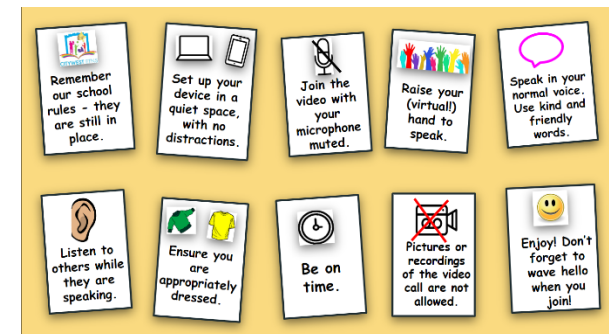 Remember
our school
rules - they
are still in
place.
Set up your
device in a
quiet space,
with no
distractions.
Join the
video with
your
microphone
muted.
Raise your
(virtual!)
hand to
speak.
Speak in your
normal voice.
Use kind and
friendly
words.
Listen to
others while
they are
speaking.
Ensure you
are
appropriately
dressed.
Be on
time.
Pictures or
recordings
of the video
call are not
allowed.
Enjoy! Don't
forget to
wave hello
when you
join!